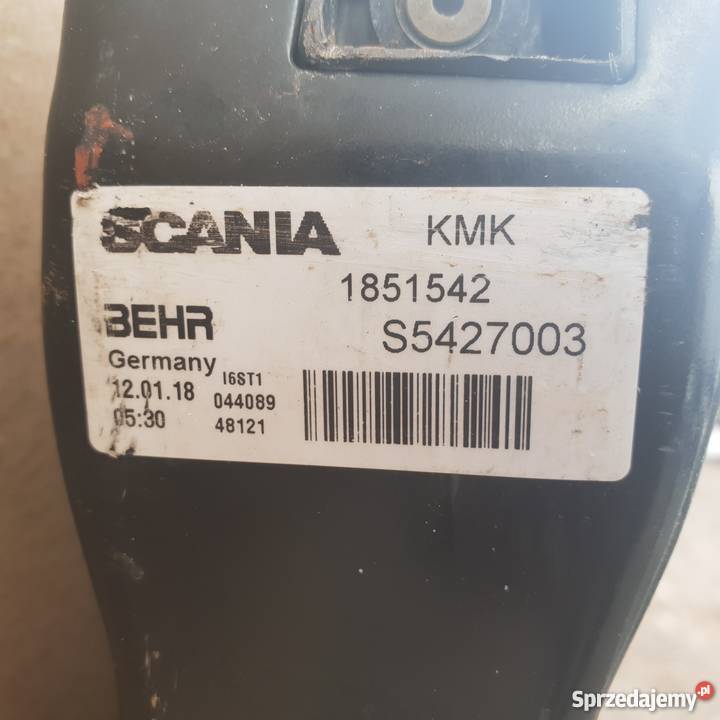 SCANIA KMK
1851542
BEHR S5427003
Germany
12.01.18 I6ST1
05:30 044089
48121
Sprzedajemy.pl